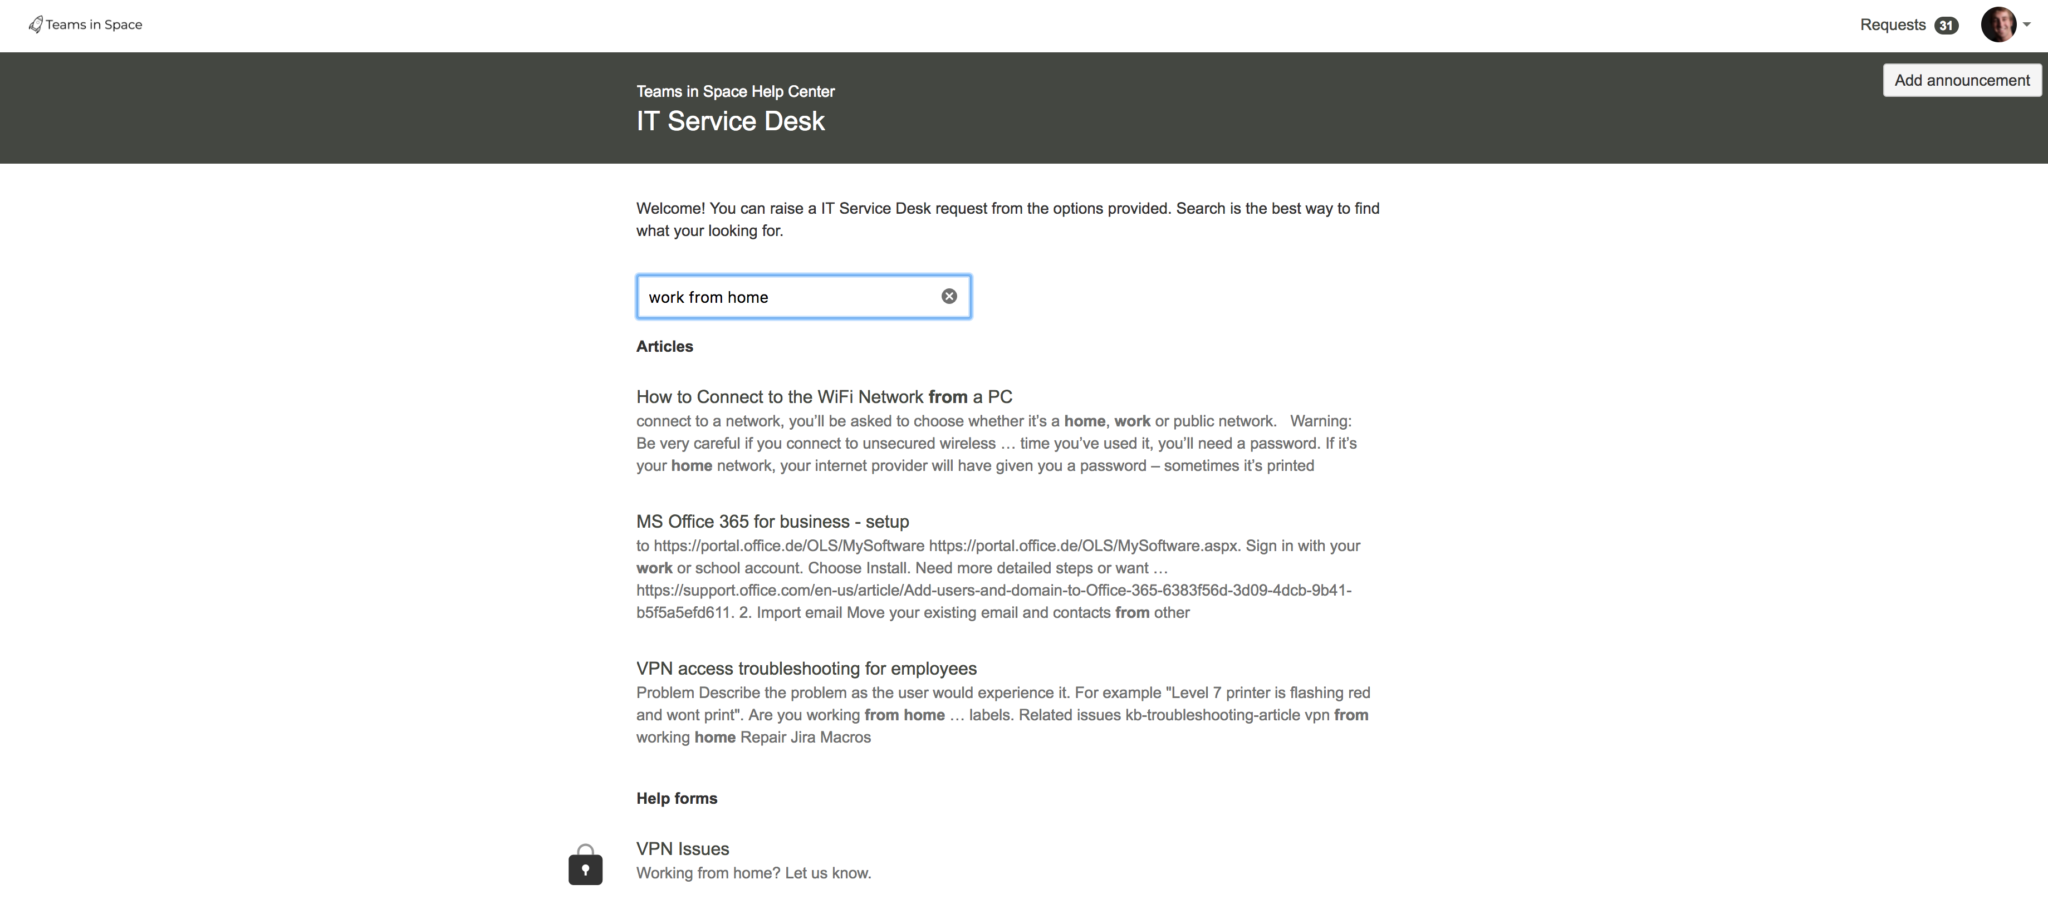 Teams in Space
Requests 31
Add announcement
Teams in Space Help Center
IT Service Desk
Welcome! You can raise a IT Service Desk request from the options provided. Search is the best way to find
what your looking for.
work from home
Articles
How to Connect to the WiFi Network from a PC
connect to a network, you’ll be asked to choose whether it’s a home, work or public network.   Warning:
Be very careful if you connect to unsecured wireless … time you’ve used it, you’ll need a password. If it’s
your home network, your internet provider will have given you a password – sometimes it’s printed
MS Office 365 for business - setup
to https://portal.office.de/OLS/MySoftware https://portal.office.de/OLS/MySoftware.aspx. Sign in with your
work or school account. Choose Install. Need more detailed steps or want …
https://support.office.com/en-us/article/Add-users-and-domain-to-Office-365-6383f56d-3d09-4dcb-9b41-
b5f5a5efd611. 2. Import email Move your existing email and contacts from other
VPN access troubleshooting for employees
Problem Describe the problem as the user would experience it. For example "Level 7 printer is flashing red
and wont print". Are you working from home … labels. Related issues kb-troubleshooting-article vpn from
working home Repair Jira Macros
Help forms
VPN Issues
Working from home? Let us know.